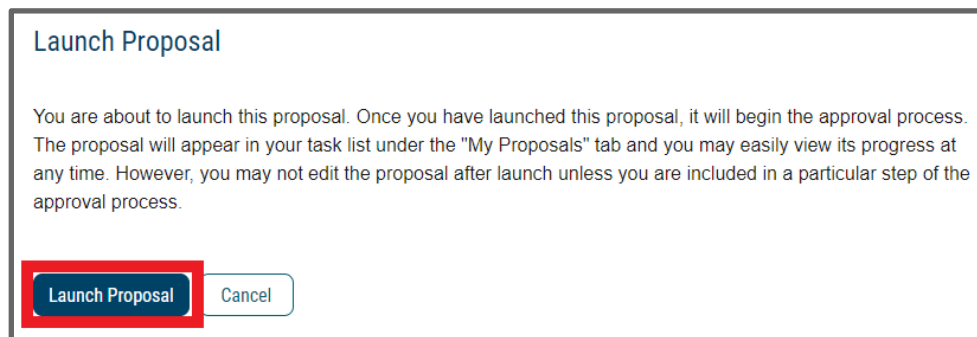 Launch Proposal
You are about to launch this proposal. Once you have launched this proposal, it will begin the approval process.
The proposal will appear in your task list under the "My Proposals" tab and you may easily view its progress at
any time. However, you may not edit the proposal after launch unless you are included in a particular step of the
approval process.
Launch Proposal Cancel